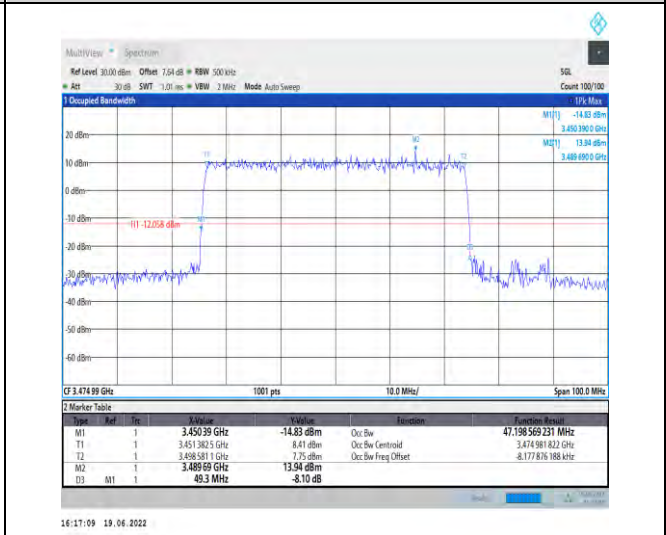 MultiView Spectrum
Ref Level 30.00 dBm Offset 7.64 dB RBW 500 kHz SGL
Att 30 dB SWT 1.01 ms VBW 2 MHz Mode Auto Sweep Count 100/100
1 Occupied Bandwidth 1Pk Max
M1[1] -14.83 dBm
3.450 390 0 GHz
M2[1] 13.94 dBm
3.489 690 0 GHz
20 dBm
M2
T1 T2
10 dBm
0 dBm
-10 dBm
H1 -12.058 dBm
-20 dBm
-30 dBm
-40 dBm
-50 dBm
-60 dBm
CF 3.474 99 GHz 1001 pts 10.0 MHz/ Span 100.0 MHz
2 Marker Table
Type Ref Trc X-Value Y-Value Function Function Result
M1 1 3.450 39 GHz -14.83 dBm Occ Bw 47.198 569 231 MHz
T1 1 3.451 382 5 GHz 8.41 dBm Occ Bw Centroid 3.474 981 822 GHz
T2 1 3.498 581 1 GHz 7.75 dBm Occ Bw Freq Offset -8.177 876 188 kHz
M2 1 3.489 69 GHz 13.94 dBm
D3 M1 1 49.3 MHz -8.10 dB
16:17:09 19.06.2022